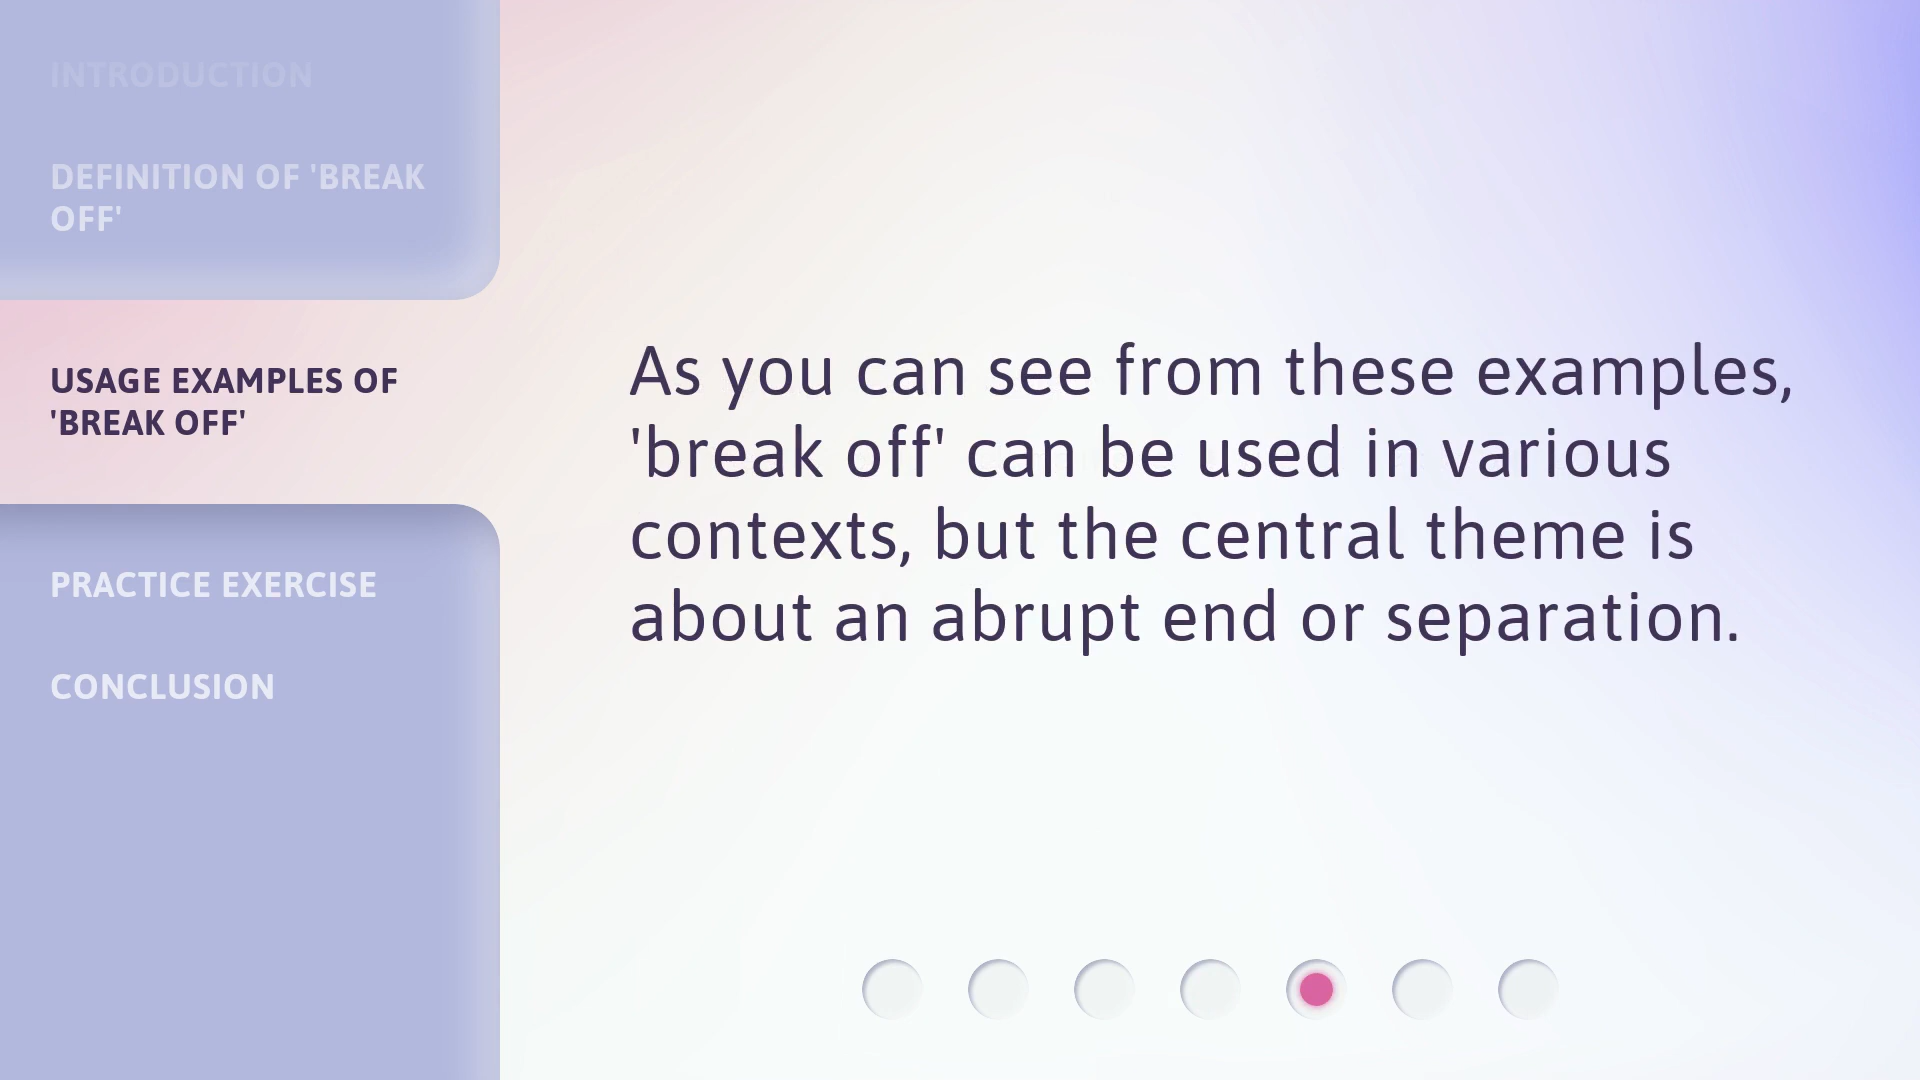 INTRODUCTION
DEFINITION OF 'BREAK
OFF'
USAGE EXAMPLES OF
'BREAK OFF'
PRACTICE EXERCISE
CONCLUSION
As you can see from these examples,
'break off' can be used in various
contexts, but the central theme is
about an abrupt end or separation.